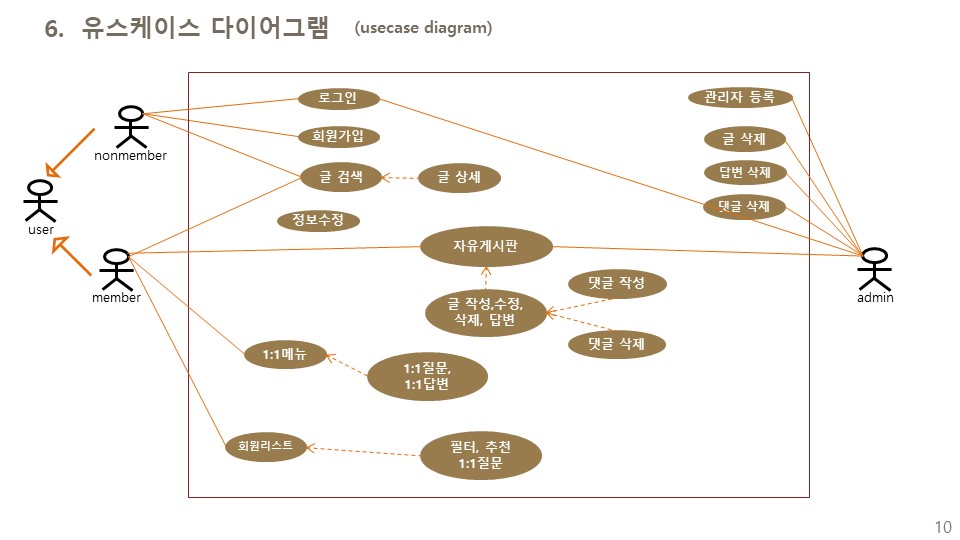 6. 유스케이스 다이어그램 (usecase diagram)
로그인
관리자 등록
회원가입
글 삭제
nonmember
글 검색
글 상세
답변 삭제
댓글 삭제
정보수정
user
자유게시판
member
admin
댓글 작성
글 작성,수정,
삭제, 답변
댓글 삭제
1:1메뉴
1:1질문,
1:1답변
회원리스트
필터, 추천
1:1질문
10